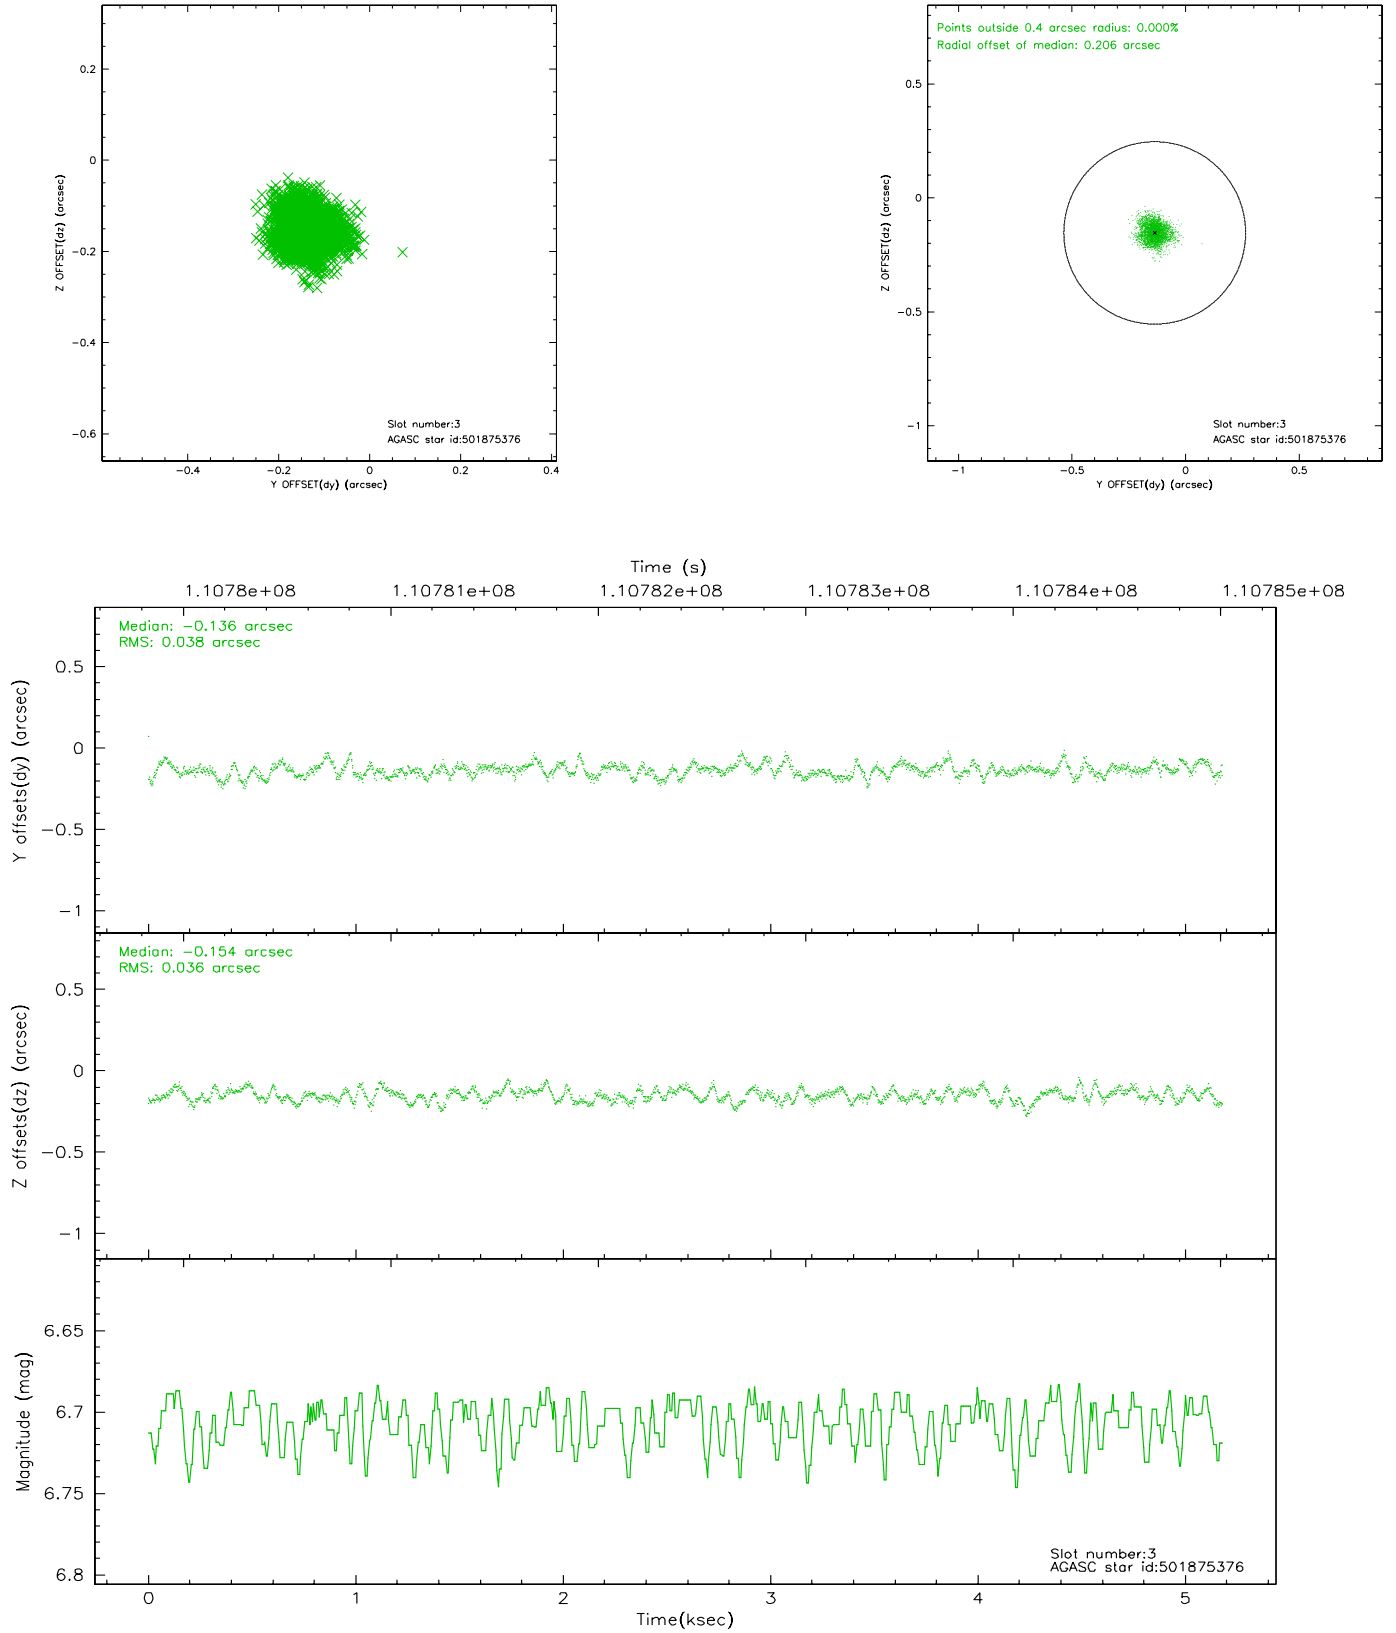 0.2
0
−0.2
−0.4
−0.6
Z OFFSET(dz) (arcsec)
Slot number:3
AGASC star id:501875376
−0.4 −0.2 0 0.2 0.4
Y OFFSET(dy) (arcsec)
Points outside 0.4 arcsec radius: 0.000%
Radial offset of median: 0.206 arcsec
0.5
0
−0.5
−1
Z OFFSET(dz) (arcsec)
Slot number:3
AGASC star id:501875376
−1 −0.5 0 0.5
Y OFFSET(dy) (arcsec)
Time (s)
1.1078e+08 1.10781e+08 1.10782e+08 1.10783e+08 1.10784e+08 1.10785e+08
Median: −0.136 arcsec
RMS: 0.038 arcsec
0.5
0
−0.5
−1
Y offsets(dy) (arcsec)
Median: −0.154 arcsec
RMS: 0.036 arcsec
0.5
0
−0.5
−1
Z offsets(dz) (arcsec)
6.65
6.7
6.75
6.8
Magnitude (mag)
Slot number:3
AGASC star id:501875376
0 1 2 3 4 5
Time(ksec)